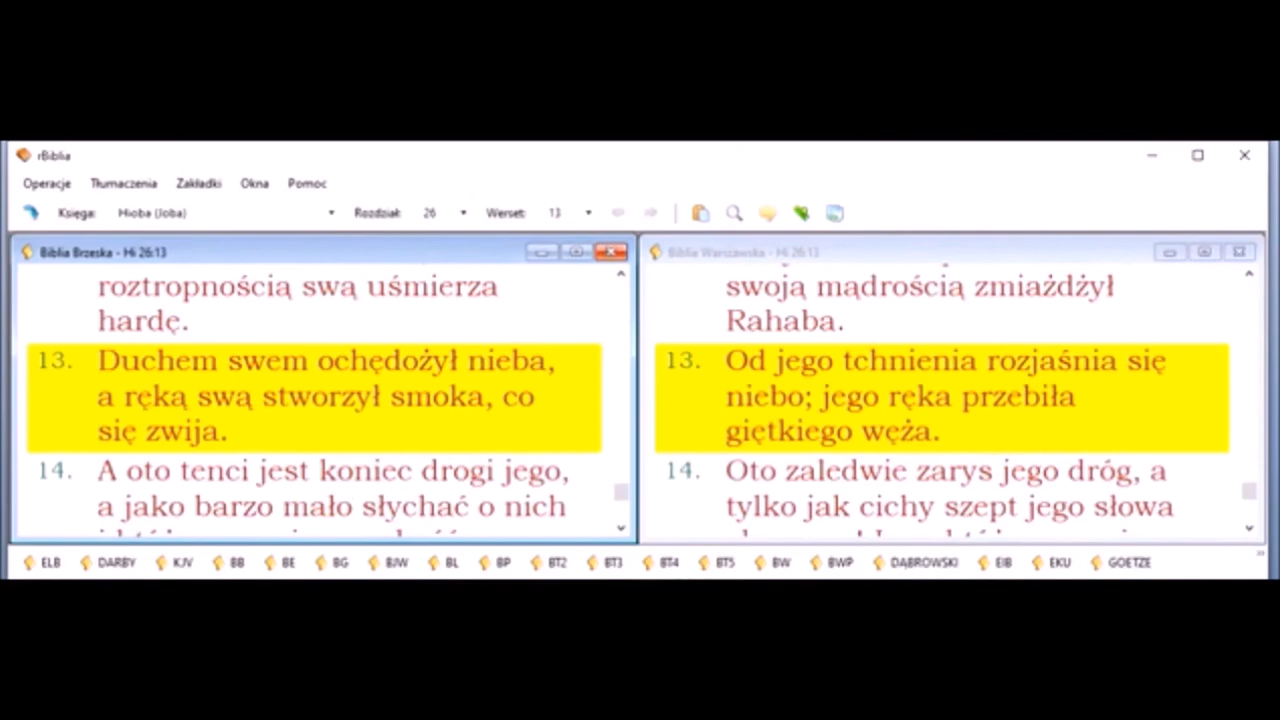 rBiblia
Operacje Tłumaczenia Zakładki Okna Pomoc
Księga: Hioba (Joba) Rozdział: 26 Werset: 13
Biblia Brzeska - Hi 26:13
roztropnością swą uśmierza
hardę.
13. Duchem swem ochędożył nieba,
a ręką swą stworzył smoka, co
się zwija.
14. A oto tenci jest koniec drogi jego,
a jako barzo mało słychać o nich
Biblia Warszawska - Hi 26:13
swoją mądrością zmiażdżył
Rahaba.
13. Od jego tchnienia rozjaśnia się
niebo; jego ręka przebiła
giętkiego węża.
14. Oto zaledwie zarys jego dróg, a
tylko jak cichy szept jego słowa
ELB DARBY KJV BB BE BG BJW BL BP BT2 BT3 BT4 BT5 BW BWP DĄBROWSKI EIB EKU GOETZE